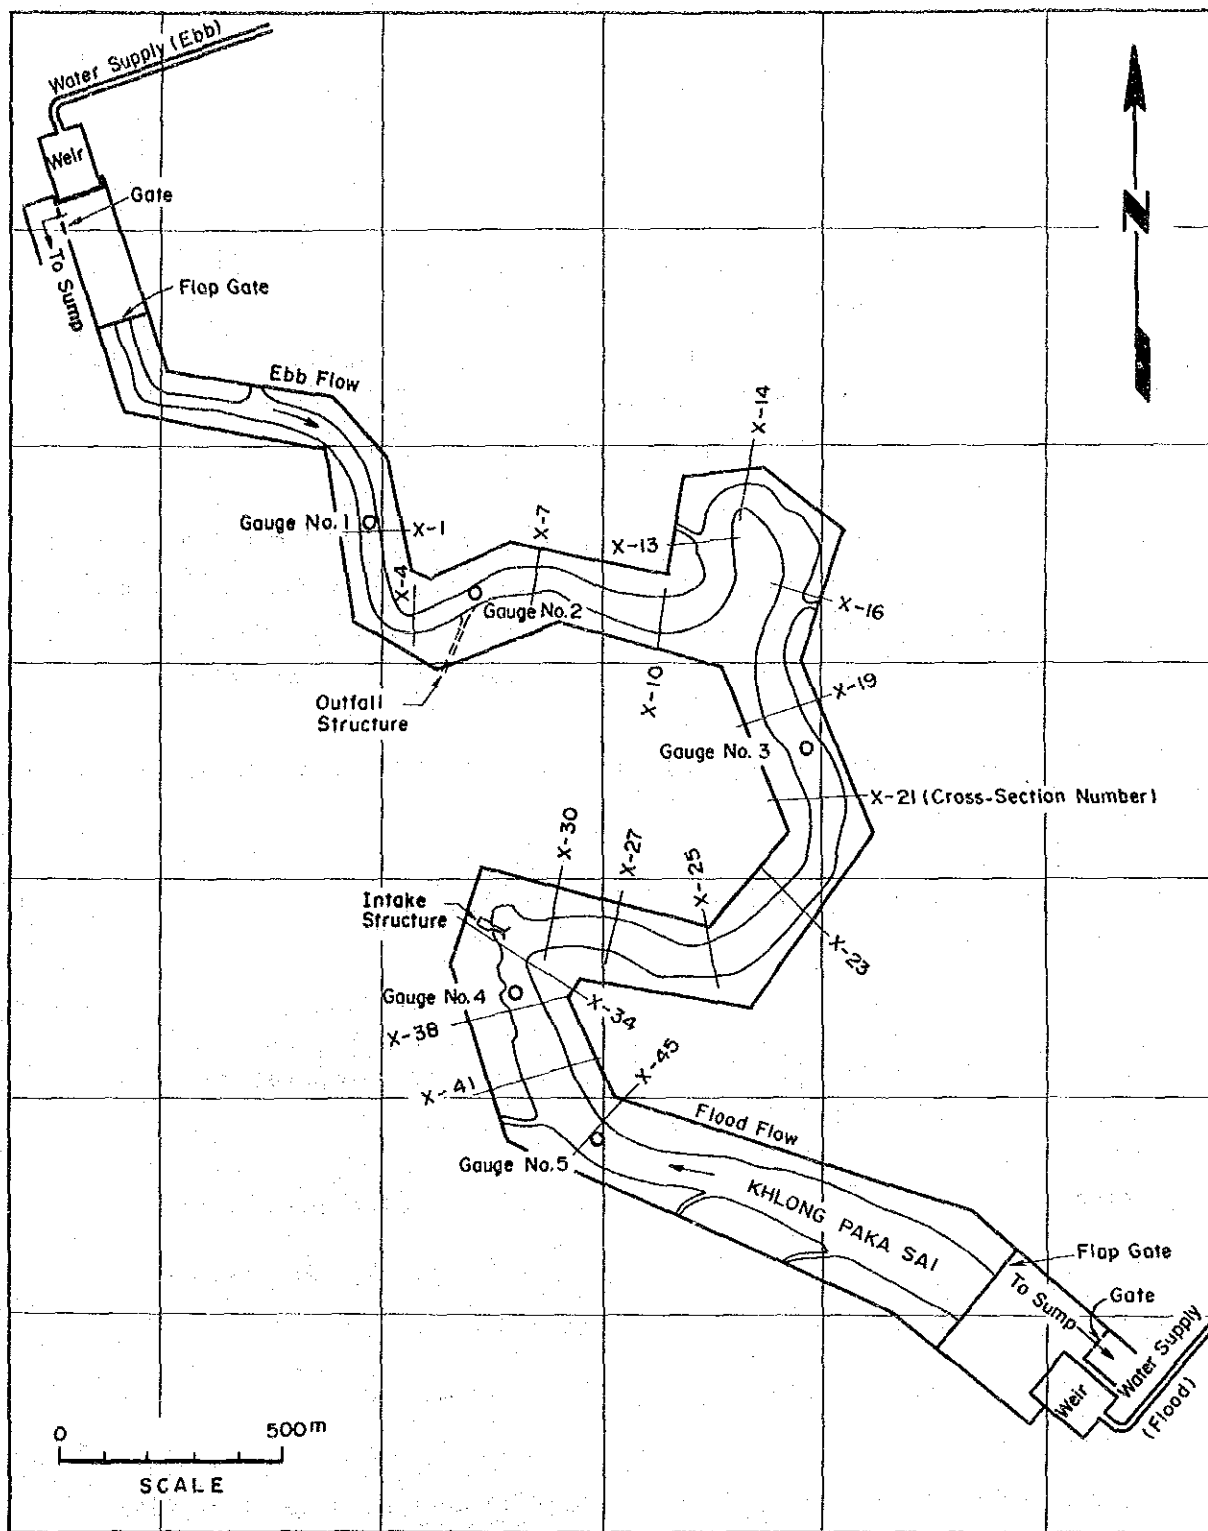 Water Supply (Ebb)
Weir
Gate
To Sump
Flap Gate
N
Ebb Flow
X-14
Gauge No.1
X-1
X-7
X-13
X-4
Gauge No.2
X-16
X-10
X-19
Outfall
Structure
Gauge No. 3
X-21 (Cross-Section Number)
X-30
X-27
X-25
Intake
Structure
X-23
Gauge No.4
X-34
X-38
X-45
X-41
Flood Flow
Gauge No.5
KHLONG PAKA SAI
Flap Gate
To Sump
Gate
Water Supply
(Flood)
Weir
0 500m
SCALE